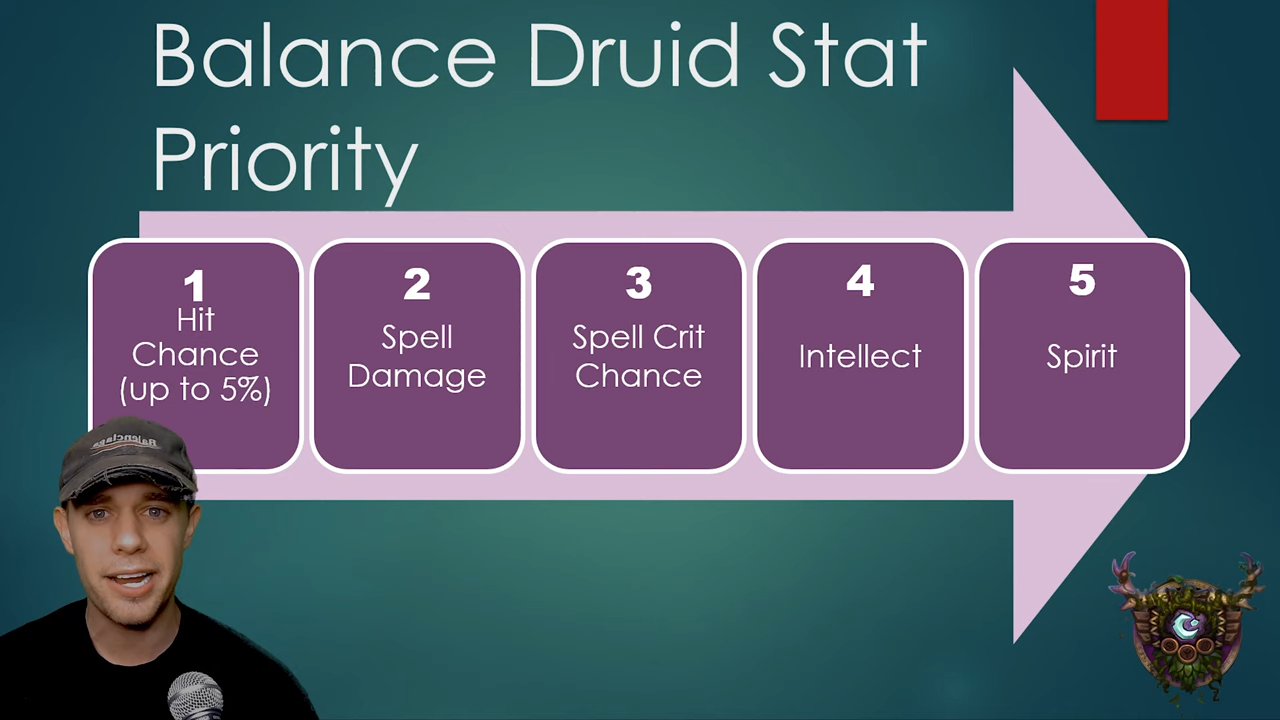 Balance Druid Stat
Priority
1
Hit
Chance
(up to 5%)
2
Spell
Damage
3
Spell Crit
Chance
4
Intellect
5
Spirit